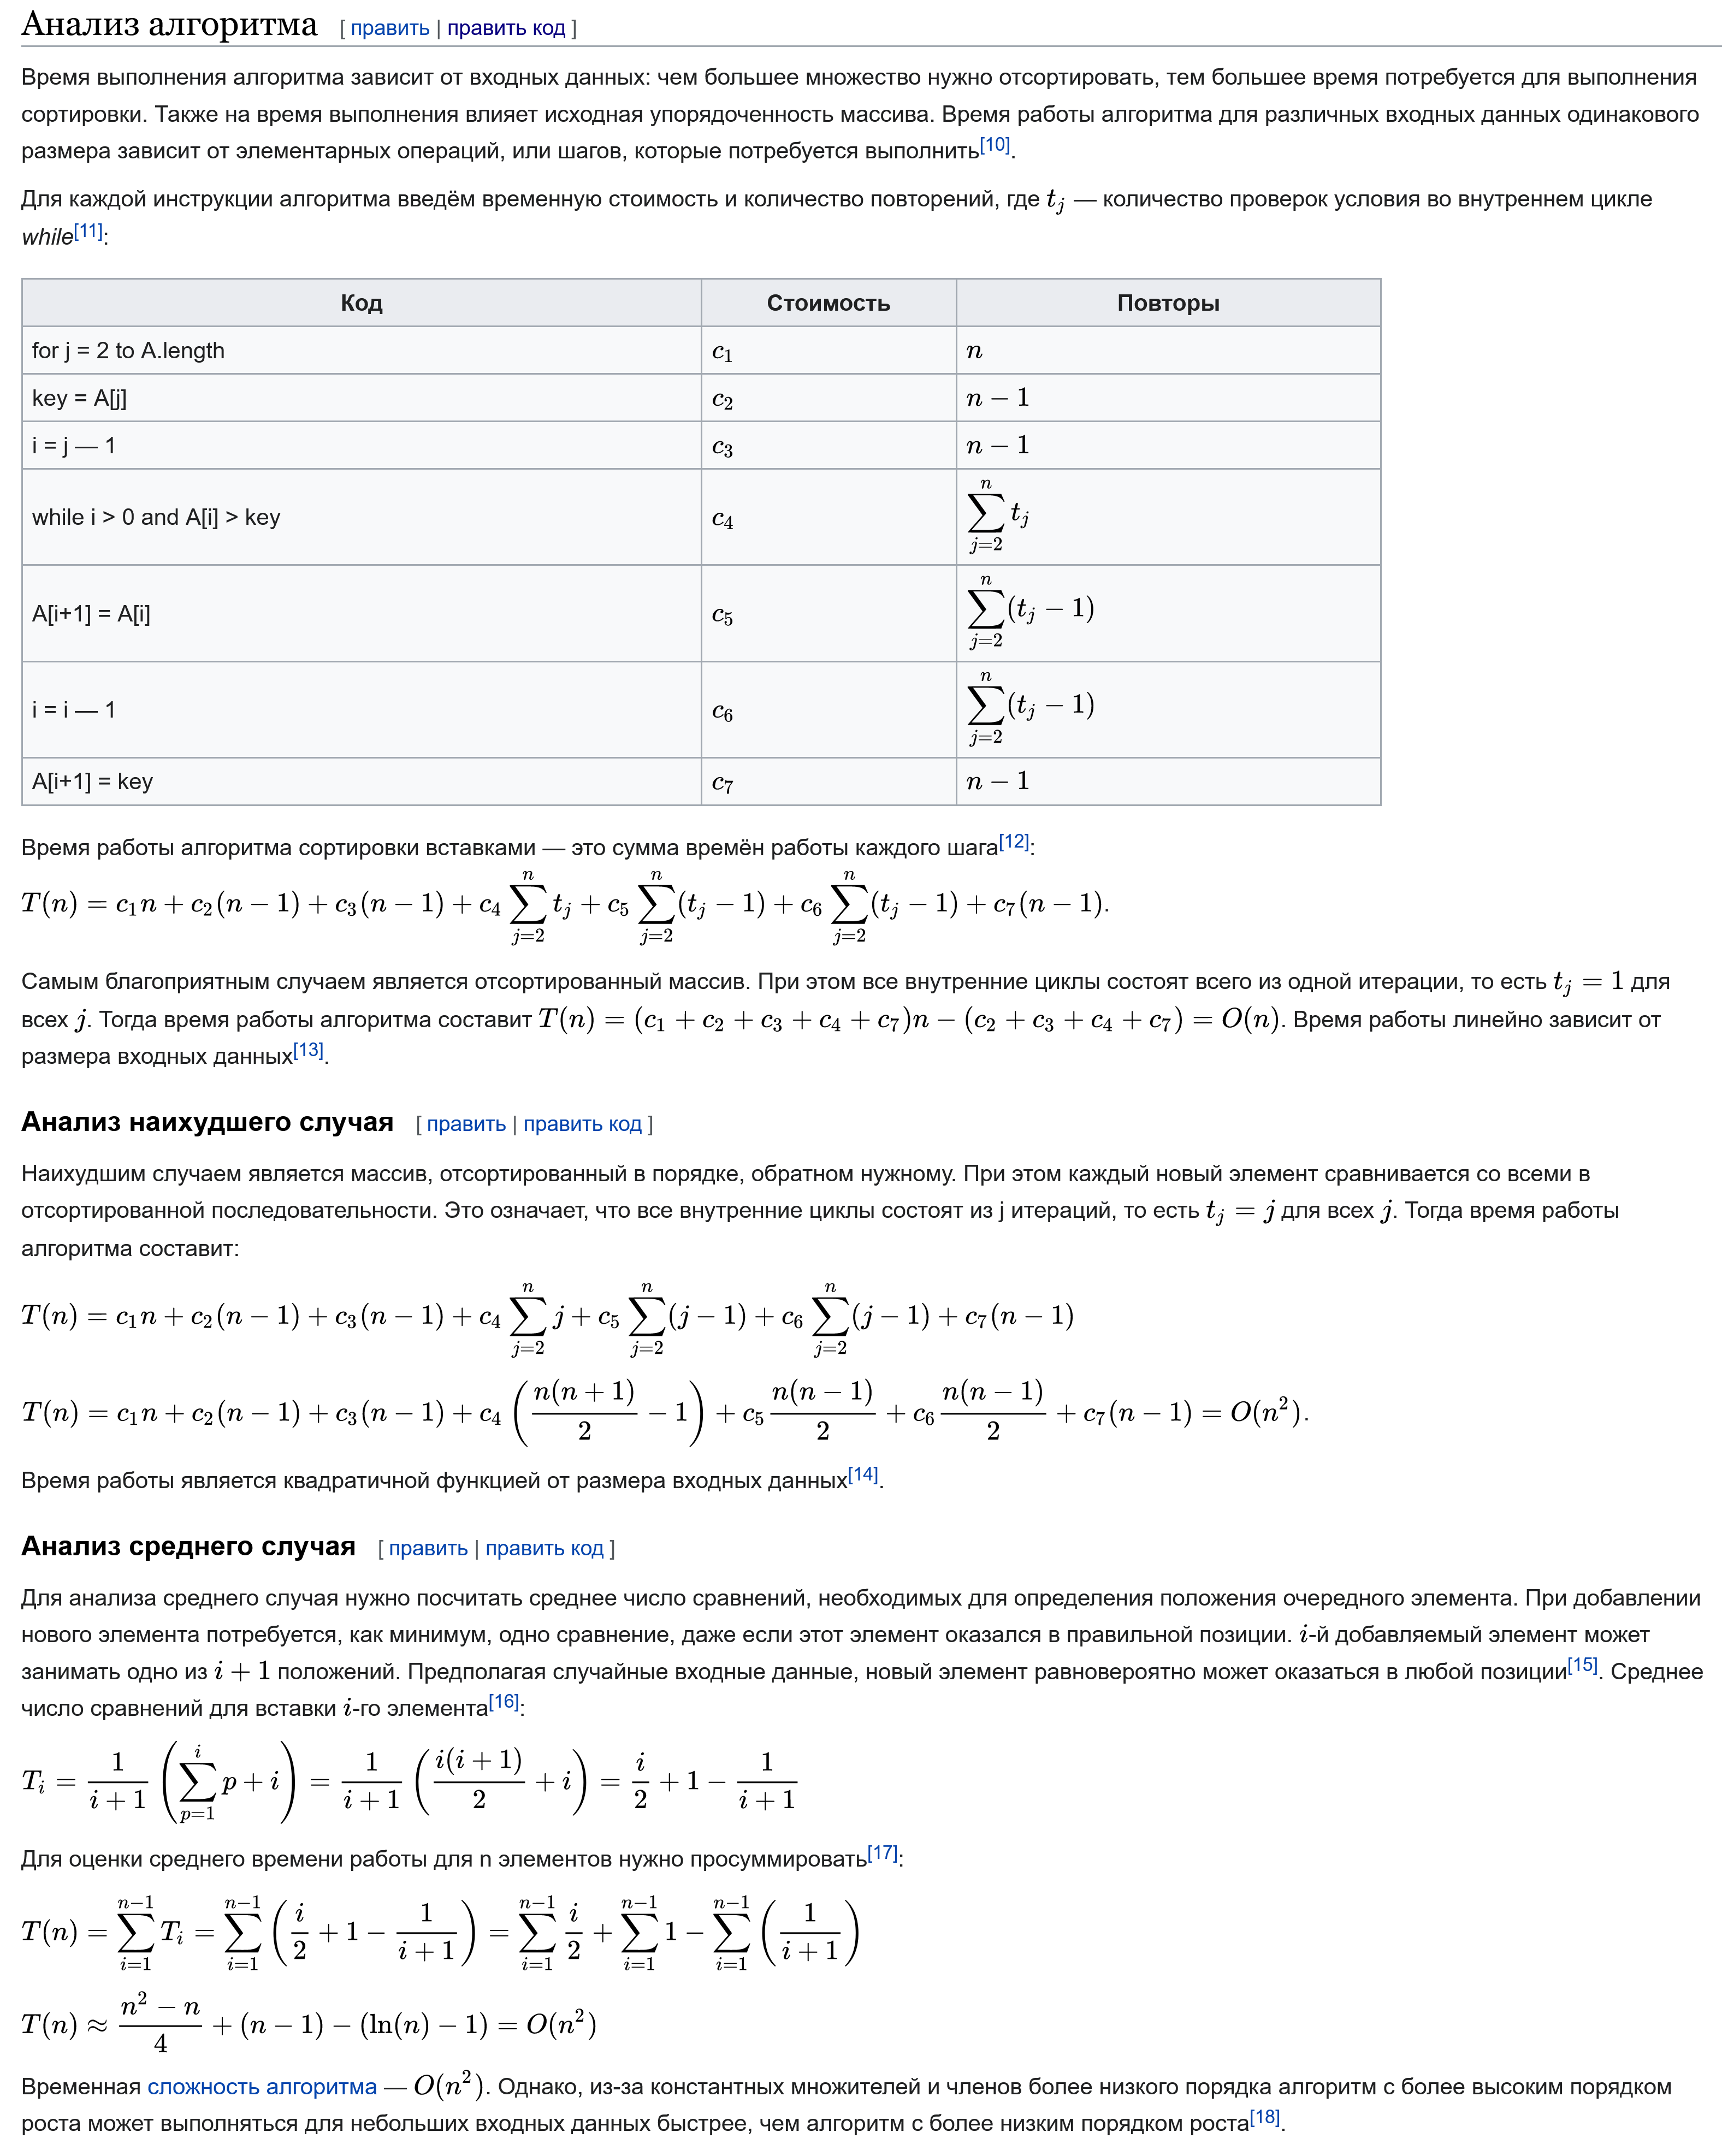 Анализ алгоритма [ править | править код ]
Время выполнения алгоритма зависит от входных данных: чем большее множество нужно отсортировать, тем большее время потребуется для выполнения
сортировки. Также на время выполнения влияет исходная упорядоченность массива. Время работы алгоритма для различных входных данных одинакового
размера зависит от элементарных операций, или шагов, которые потребуется выполнить[10].
Для каждой инструкции алгоритма введём временную стоимость и количество повторений, где t_j — количество проверок условия во внутреннем цикле
while[11]:
Код Стоимость Повторы
for j = 2 to A.length c_1 n
key = A[j] c_2 n − 1
i = j — 1 c_3 n − 1
while i > 0 and A[i] > key c_4 \sum_{j=2}^{n} t_j
A[i+1] = A[i] c_5 \sum_{j=2}^{n} (t_j − 1)
i = i — 1 c_6 \sum_{j=2}^{n} (t_j − 1)
A[i+1] = key c_7 n − 1
Время работы алгоритма сортировки вставками — это сумма времён работы каждого шага[12]:
T(n) = c_1 n + c_2(n − 1) + c_3(n − 1) + c_4 \sum_{j=2}^{n} t_j + c_5 \sum_{j=2}^{n} (t_j − 1) + c_6 \sum_{j=2}^{n} (t_j − 1) + c_7(n − 1).
Самым благоприятным случаем является отсортированный массив. При этом все внутренние циклы состоят всего из одной итерации, то есть t_j = 1 для
всех j. Тогда время работы алгоритма составит T(n) = (c_1 + c_2 + c_3 + c_4 + c_7)n − (c_2 + c_3 + c_4 + c_7) = O(n). Время работы линейно зависит от
размера входных данных[13].
Анализ наихудшего случая [ править | править код ]
Наихудшим случаем является массив, отсортированный в порядке, обратном нужному. При этом каждый новый элемент сравнивается со всеми в
отсортированной последовательности. Это означает, что все внутренние циклы состоят из j итераций, то есть t_j = j для всех j. Тогда время работы
алгоритма составит:
T(n) = c_1 n + c_2(n − 1) + c_3(n − 1) + c_4 \sum_{j=2}^{n} j + c_5 \sum_{j=2}^{n} (j − 1) + c_6 \sum_{j=2}^{n} (j − 1) + c_7(n − 1)
T(n) = c_1 n + c_2(n − 1) + c_3(n − 1) + c_4 \left( \frac{n(n + 1)}{2} − 1 \right) + c_5 \frac{n(n − 1)}{2} + c_6 \frac{n(n − 1)}{2} + c_7(n − 1) = O(n^2).
Время работы является квадратичной функцией от размера входных данных[14].
Анализ среднего случая [ править | править код ]
Для анализа среднего случая нужно посчитать среднее число сравнений, необходимых для определения положения очередного элемента. При добавлении
нового элемента потребуется, как минимум, одно сравнение, даже если этот элемент оказался в правильной позиции. i-й добавляемый элемент может
занимать одно из i + 1 положений. Предполагая случайные входные данные, новый элемент равновероятно может оказаться в любой позиции[15]. Среднее
число сравнений для вставки i-го элемента[16]:
T_i = \frac{1}{i + 1} \left( \sum_{p=1}^{i} p + i \right) = \frac{1}{i + 1} \left( \frac{i(i + 1)}{2} + i \right) = \frac{i}{2} + 1 − \frac{1}{i + 1}
Для оценки среднего времени работы для n элементов нужно просуммировать[17]:
T(n) = \sum_{i=1}^{n−1} T_i = \sum_{i=1}^{n−1} \left( \frac{i}{2} + 1 − \frac{1}{i + 1} \right) = \sum_{i=1}^{n−1} \frac{i}{2} + \sum_{i=1}^{n−1} 1 − \sum_{i=1}^{n−1} \left( \frac{1}{i + 1} \right)
T(n) ≈ \frac{n^2 − n}{4} + (n − 1) − (ln(n) − 1) = O(n^2)
Временная сложность алгоритма — O(n^2). Однако, из-за константных множителей и членов более низкого порядка алгоритм с более высоким порядком
роста может выполняться для небольших входных данных быстрее, чем алгоритм с более низким порядком роста[18].